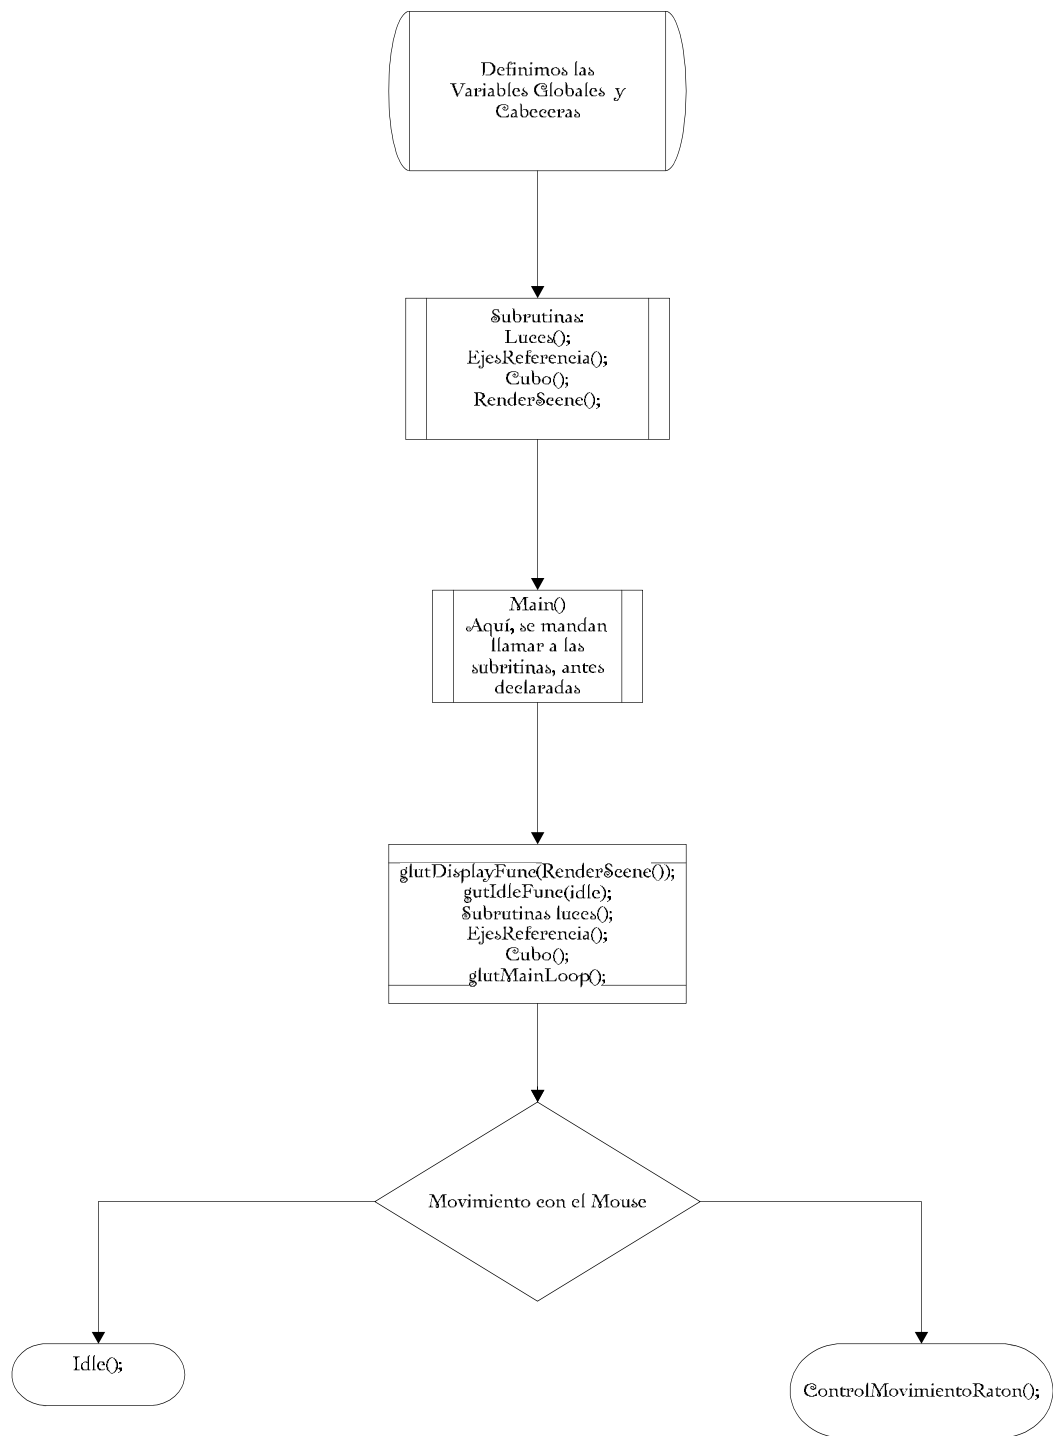 Definimos las
Variables Globales y
Cabeceras
Subrutinas:
Luces();
EjesReferencia();
Cubo();
RenderScene();
Main()
Aquí, se mandan
llamar a las
subritinas, antes
declaradas
glutDisplayFunc(RenderScene());
gutIdleFunc(idle);
Subrutinas luces();
EjesReferencia();
Cubo();
glutMainLoop();
Movimiento con el Mouse
Idle();
ControlMovimientoRaton();